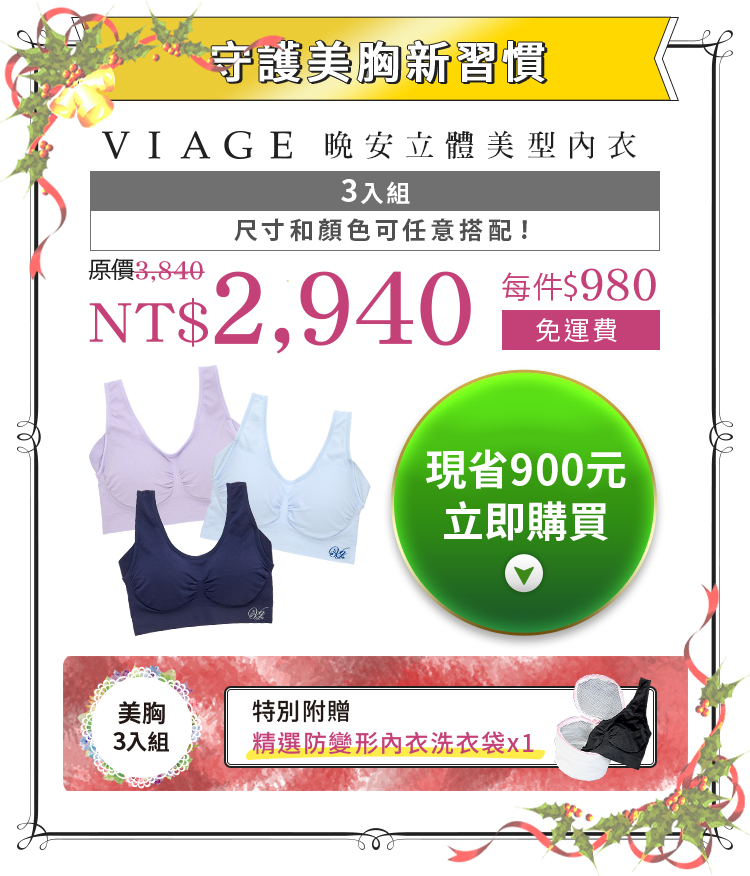 守護美胸新習慣
VIAGE 晚安立體美型內衣
3入組
尺寸和顏色可任意搭配！
原價3,840
NT$2,940
每件$980
免運費
現省900元
立即購買
美胸
3入組
特別附贈
精選防變形內衣洗衣袋x1